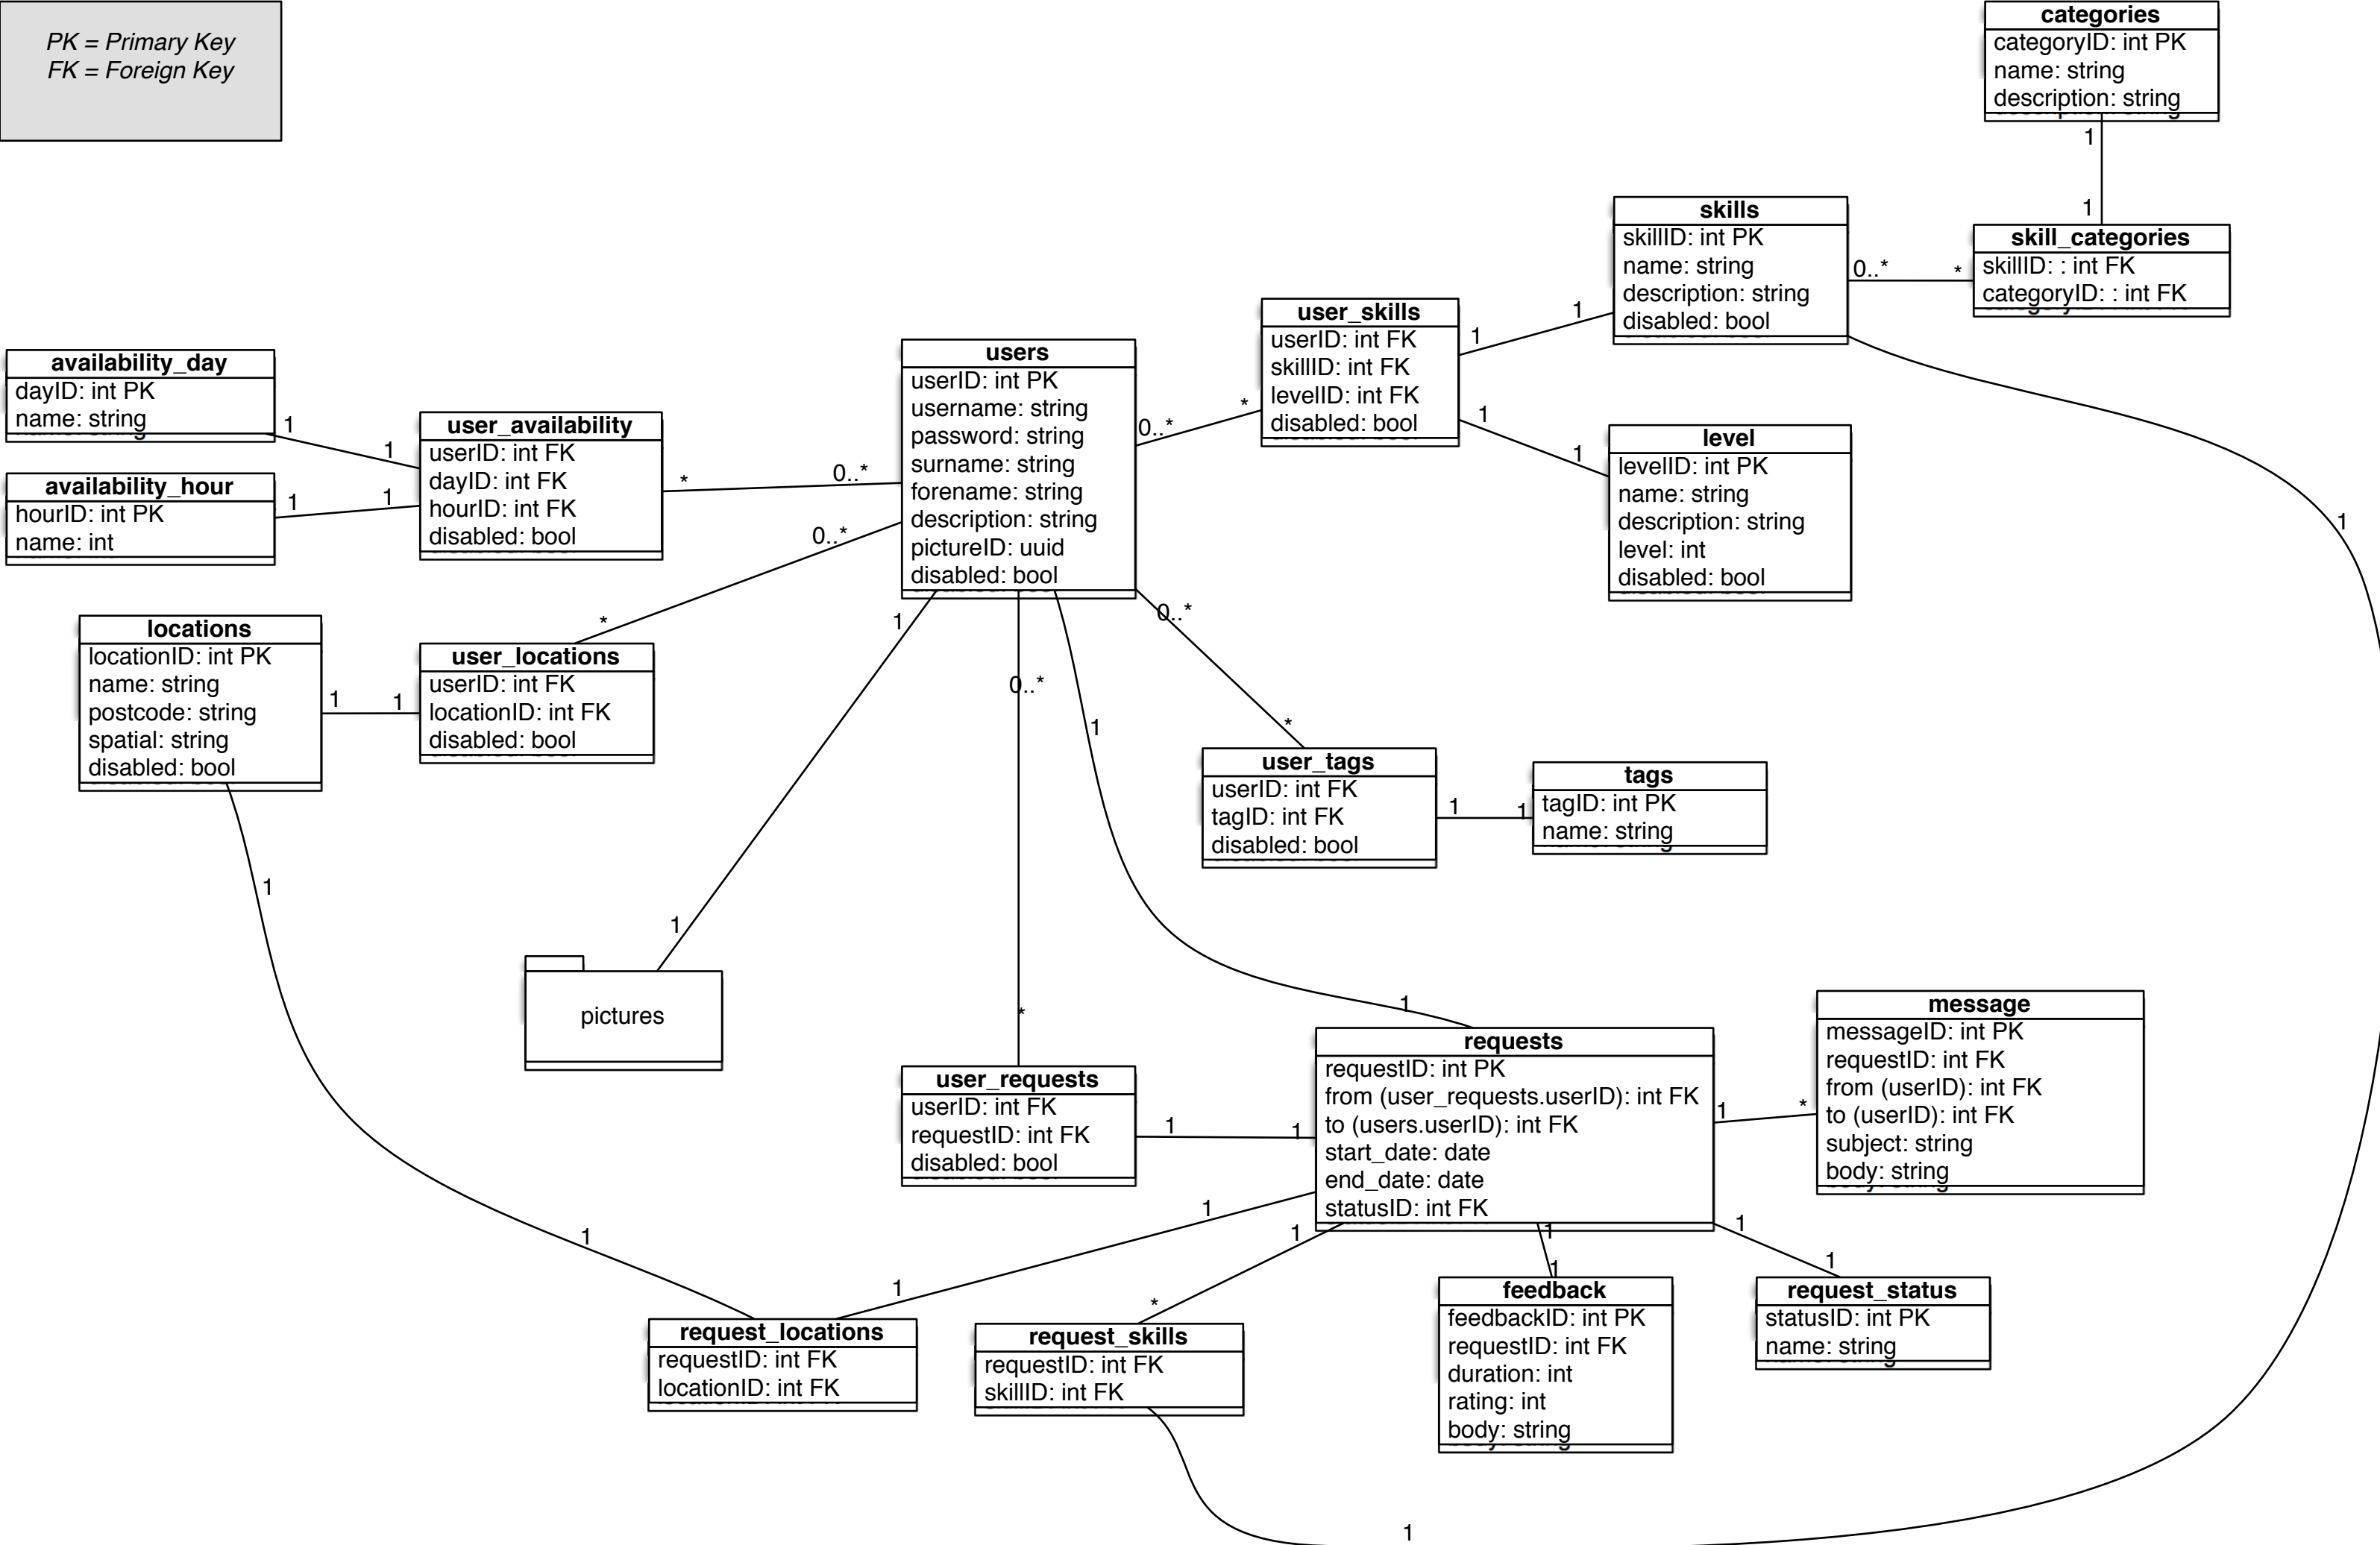 PK = Primary Key
FK = Foreign Key
categories
categoryID: int PK
name: string
description: string
1
1
skills
skillID: int PK
name: string
description: string
disabled: bool
0..*
*
skill_categories
skillID: : int FK
categoryID: : int FK
1
1
user_skills
userID: int FK
skillID: int FK
levelID: int FK
disabled: bool
1
1
level
levelID: int PK
name: string
description: string
level: int
disabled: bool
1
availability_day
dayID: int PK
name: string
1
1
availability_hour
hourID: int PK
name: int
1
1
user_availability
userID: int FK
dayID: int FK
hourID: int FK
disabled: bool
*
0..*
users
userID: int PK
username: string
password: string
surname: string
forename: string
description: string
pictureID: uuid
disabled: bool
0..*
*
0..*
*
locations
locationID: int PK
name: string
postcode: string
spatial: string
disabled: bool
1
1
user_locations
userID: int FK
locationID: int FK
disabled: bool
1
1
0..*
*
1
1
0..*
*
user_tags
userID: int FK
tagID: int FK
disabled: bool
1
1
tags
tagID: int PK
name: string
1
1
pictures
user_requests
userID: int FK
requestID: int FK
disabled: bool
1
1
requests
requestID: int PK
from (user_requests.userID): int FK
to (users.userID): int FK
start_date: date
end_date: date
statusID: int FK
1
*
message
messageID: int PK
requestID: int FK
from (userID): int FK
to (userID): int FK
subject: string
body: string
1
1
1
*
1
1
1
1
request_locations
requestID: int FK
locationID: int FK
request_skills
requestID: int FK
skillID: int FK
feedback
feedbackID: int PK
requestID: int FK
duration: int
rating: int
body: string
request_status
statusID: int PK
name: string
1